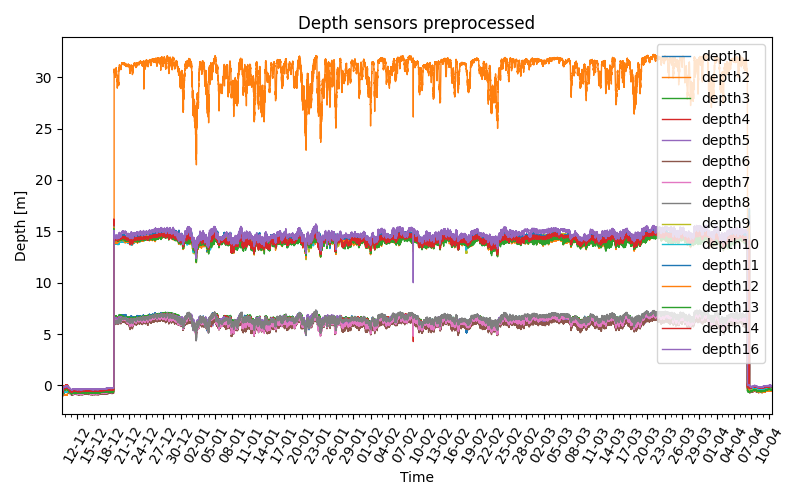 Depth sensors preprocessed
Depth [m]
30
25
20
15
10
5
0
depth1
depth2
depth3
depth4
depth5
depth6
depth7
depth8
depth9
depth10
depth11
depth12
depth13
depth14
depth16
12-12
15-12
18-12
21-12
24-12
27-12
30-12
02-01
05-01
08-01
11-01
14-01
17-01
20-01
23-01
26-01
29-01
01-02
04-02
07-02
10-02
13-02
16-02
19-02
22-02
25-02
28-02
02-03
05-03
08-03
11-03
14-03
17-03
20-03
23-03
26-03
29-03
01-04
04-04
07-04
10-04
Time